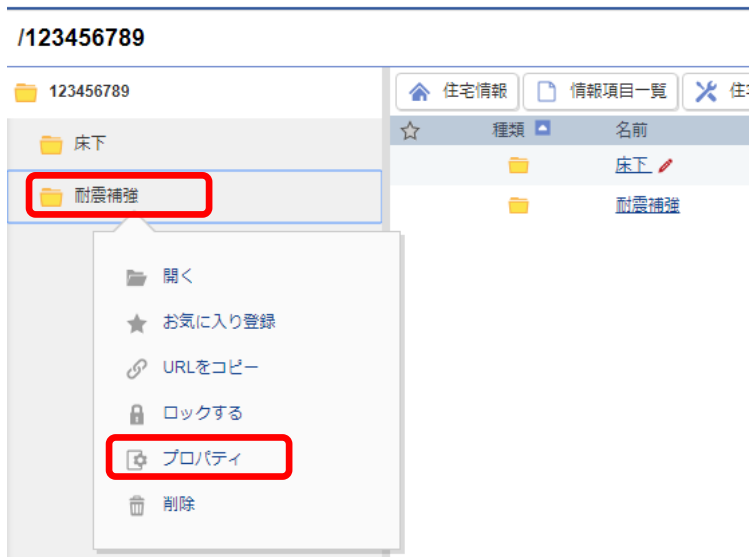 /123456789
123456789
床下
耐震補強
開く
お気に入り登録
URLをコピー
ロックする
プロパティ
削除
住宅情報 情報項目一覧 住
種類 名前
床下
耐震補強